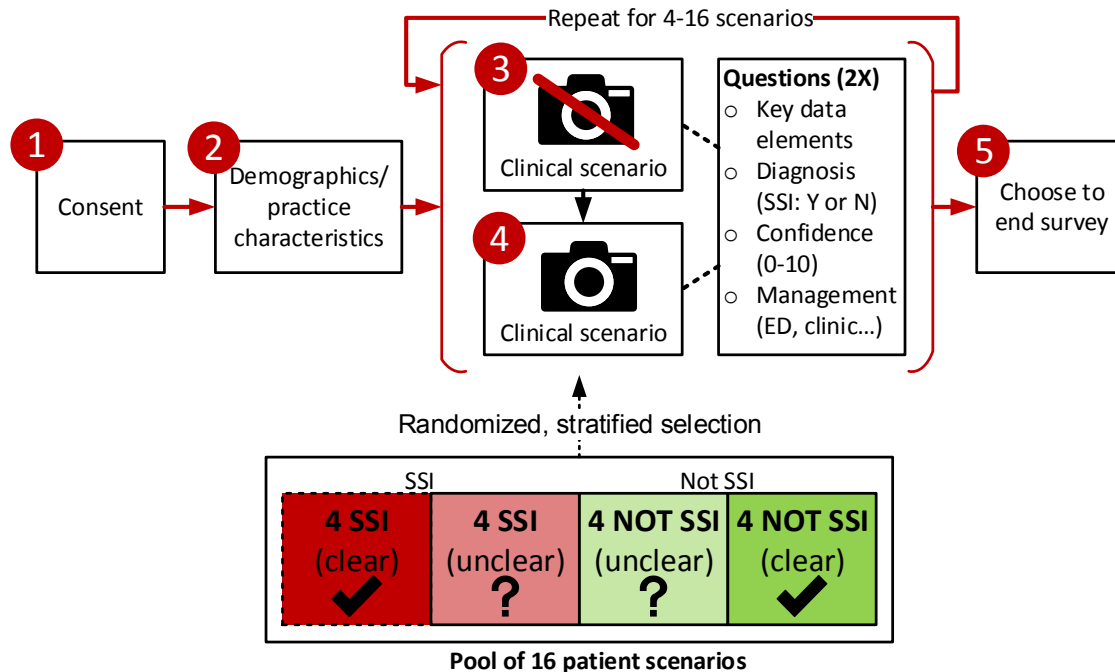 Repeat for 4-16 scenarios
1
Consent
2
Demographics/
practice
characteristics
3
Clinical scenario
4
Clinical scenario
Questions (2X)
o Key data
elements
o Diagnosis
(SSI: Y or N)
o Confidence
(0-10)
o Management
(ED, clinic...)
5
Choose to
end survey
Randomized, stratified selection
SSI
Not SSI
4 SSI
(clear)
4 SSI
(unclear)
?
4 NOT SSI
(unclear)
?
4 NOT SSI
(clear)
Pool of 16 patient scenarios